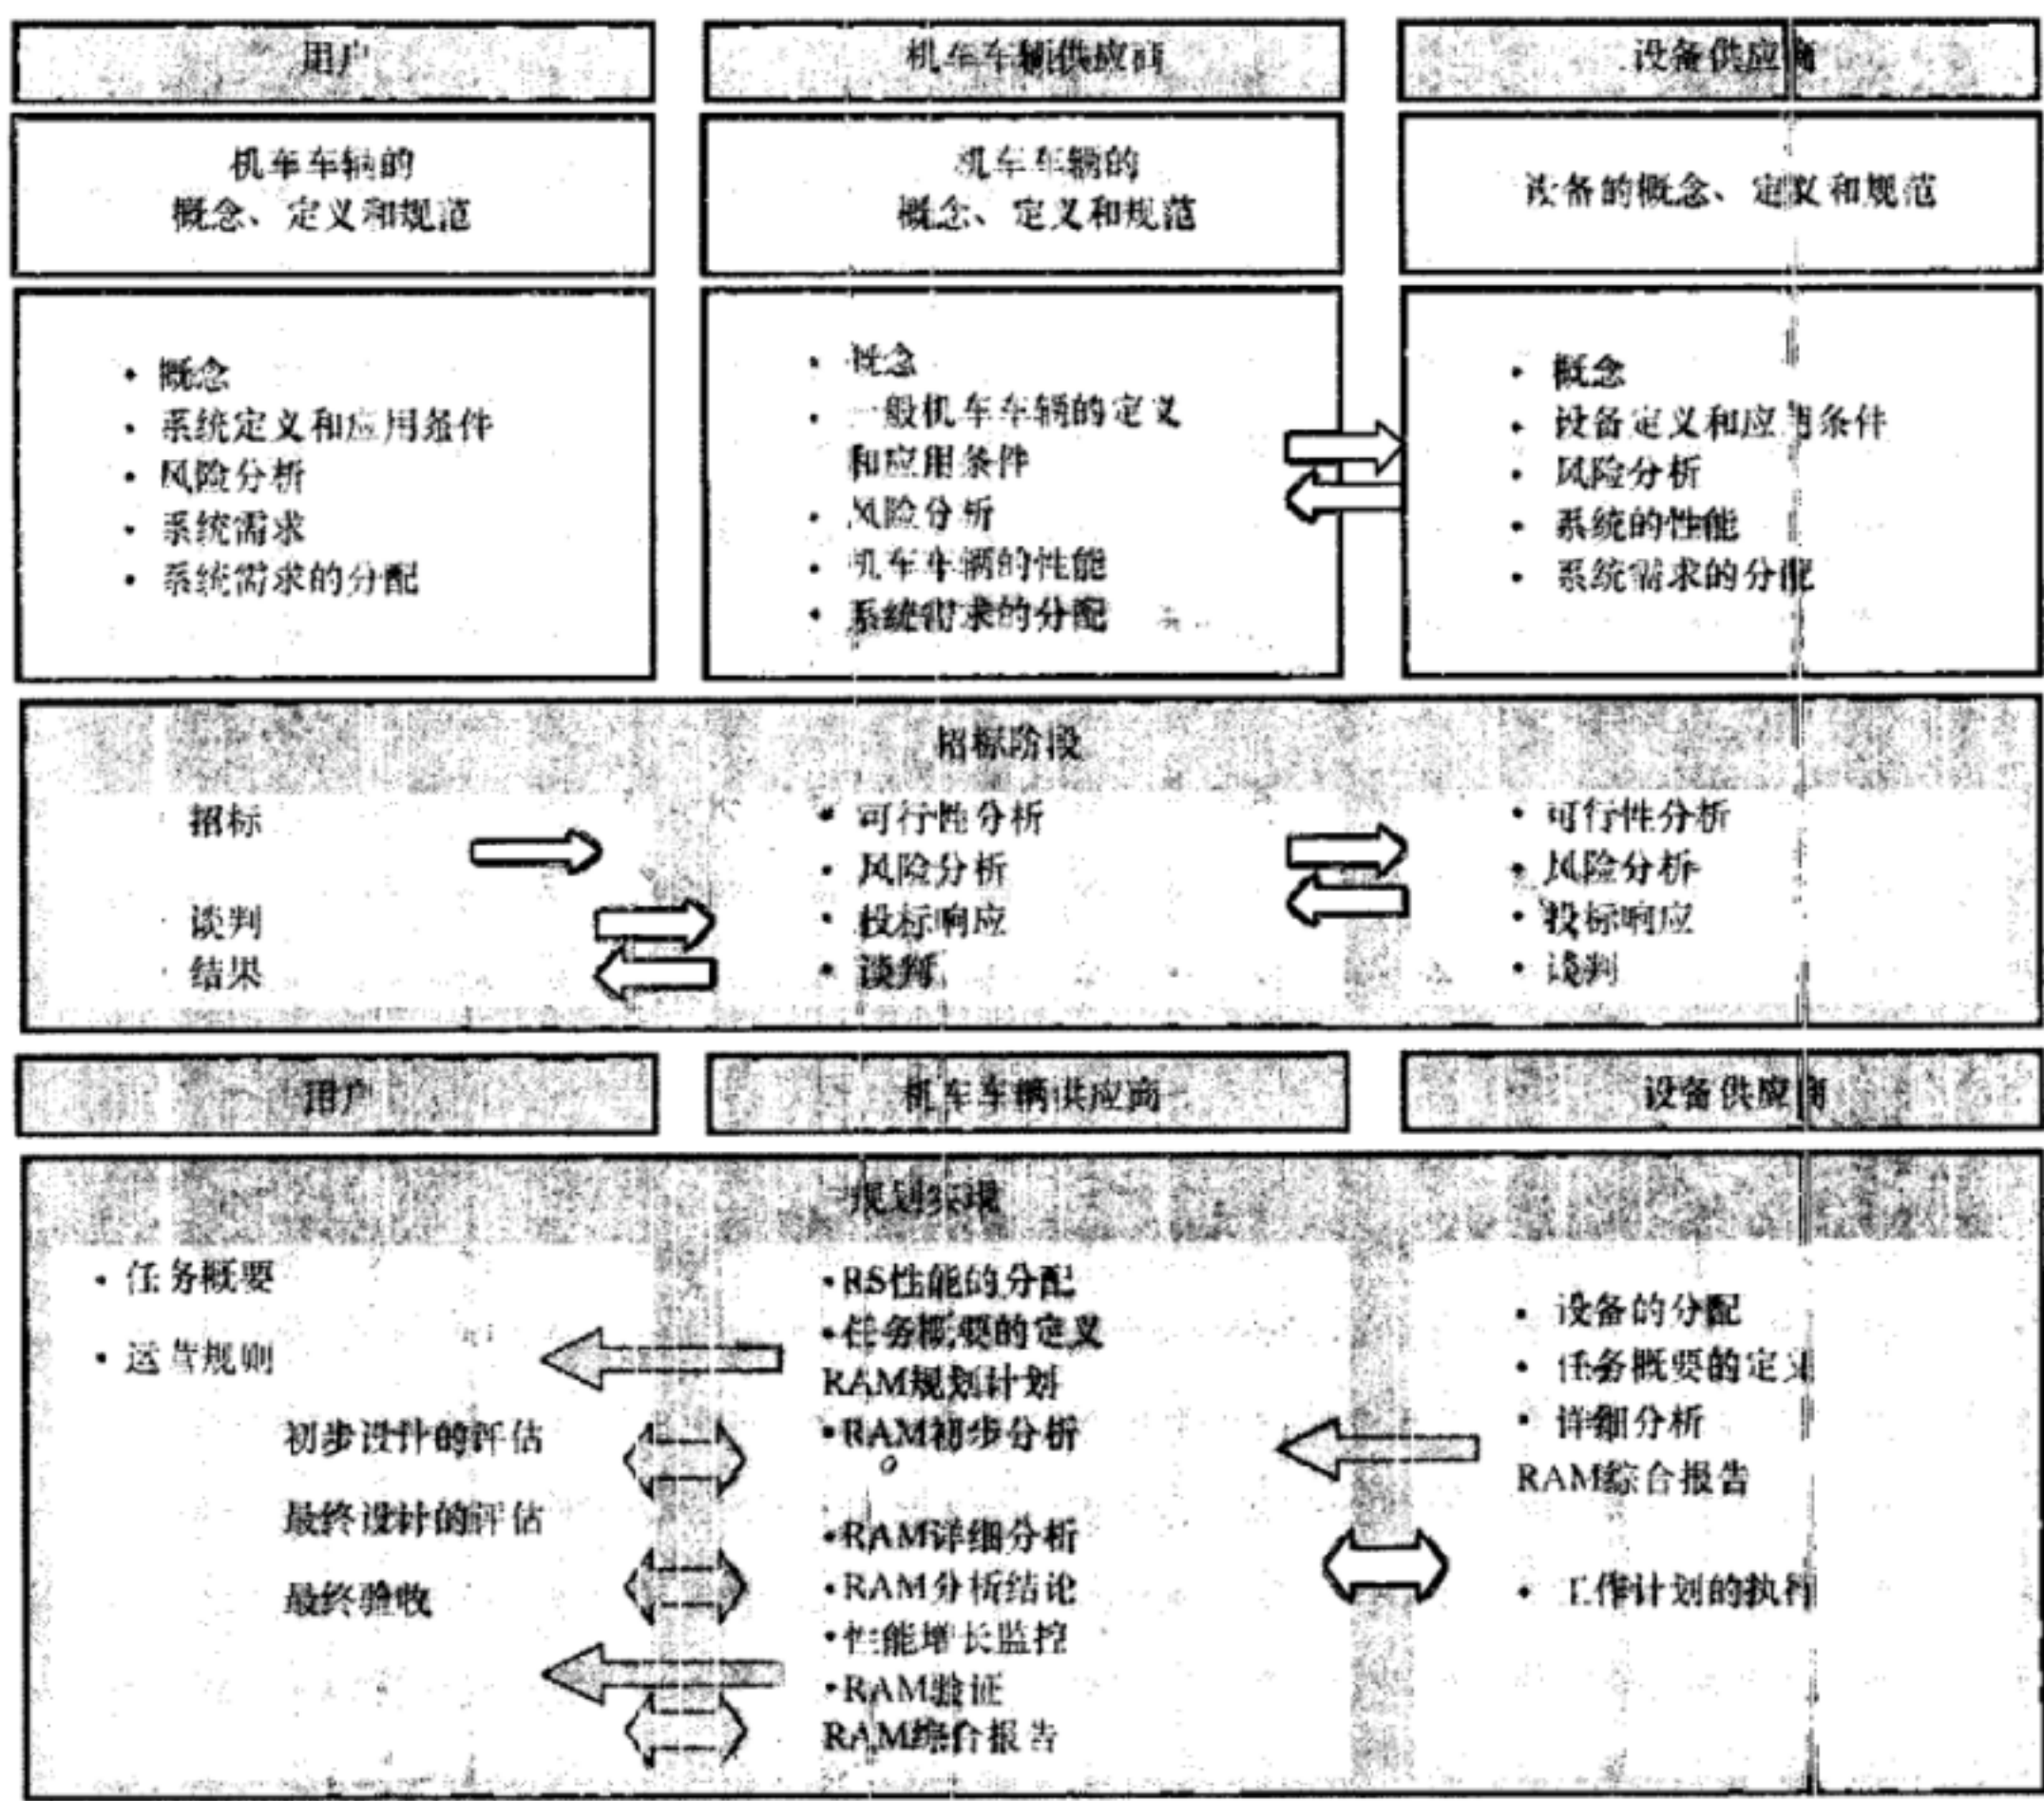 用户
机车车辆供应商
设备供应商
机车车辆的
概念、定义和规范
机车车辆的
概念、定义和规范
设备的概念、定义和规范
• 概念
• 系统定义和应用条件
• 风险分析
• 系统需求
• 系统需求的分配
• 概念
• 一般机车车辆的定义
和应用条件
• 风险分析
• 机车车辆的性能
• 系统需求的分配
• 概念
• 设备定义和应用条件
• 风险分析
• 系统的性能
• 系统需求的分配
招标阶段
· 招标
· 谈判
· 结果
• 可行性分析
• 风险分析
• 投标响应
• 谈判
• 可行性分析
• 风险分析
• 投标响应
• 谈判
用户
机车车辆供应商
设备供应商
规划实现
• 任务概要
• 运营规则
初步设计的评估
最终设计的评估
最终验收
•RS性能的分配
•任务概要的定义
RAM规划计划
•RAM初步分析
。
•RAM详细分析
•RAM分析结论
•性能增长监控
•RAM验证
RAM综合报告
• 设备的分配
• 任务概要的定义
• 详细分析
RAM综合报告
• 工作计划的执行